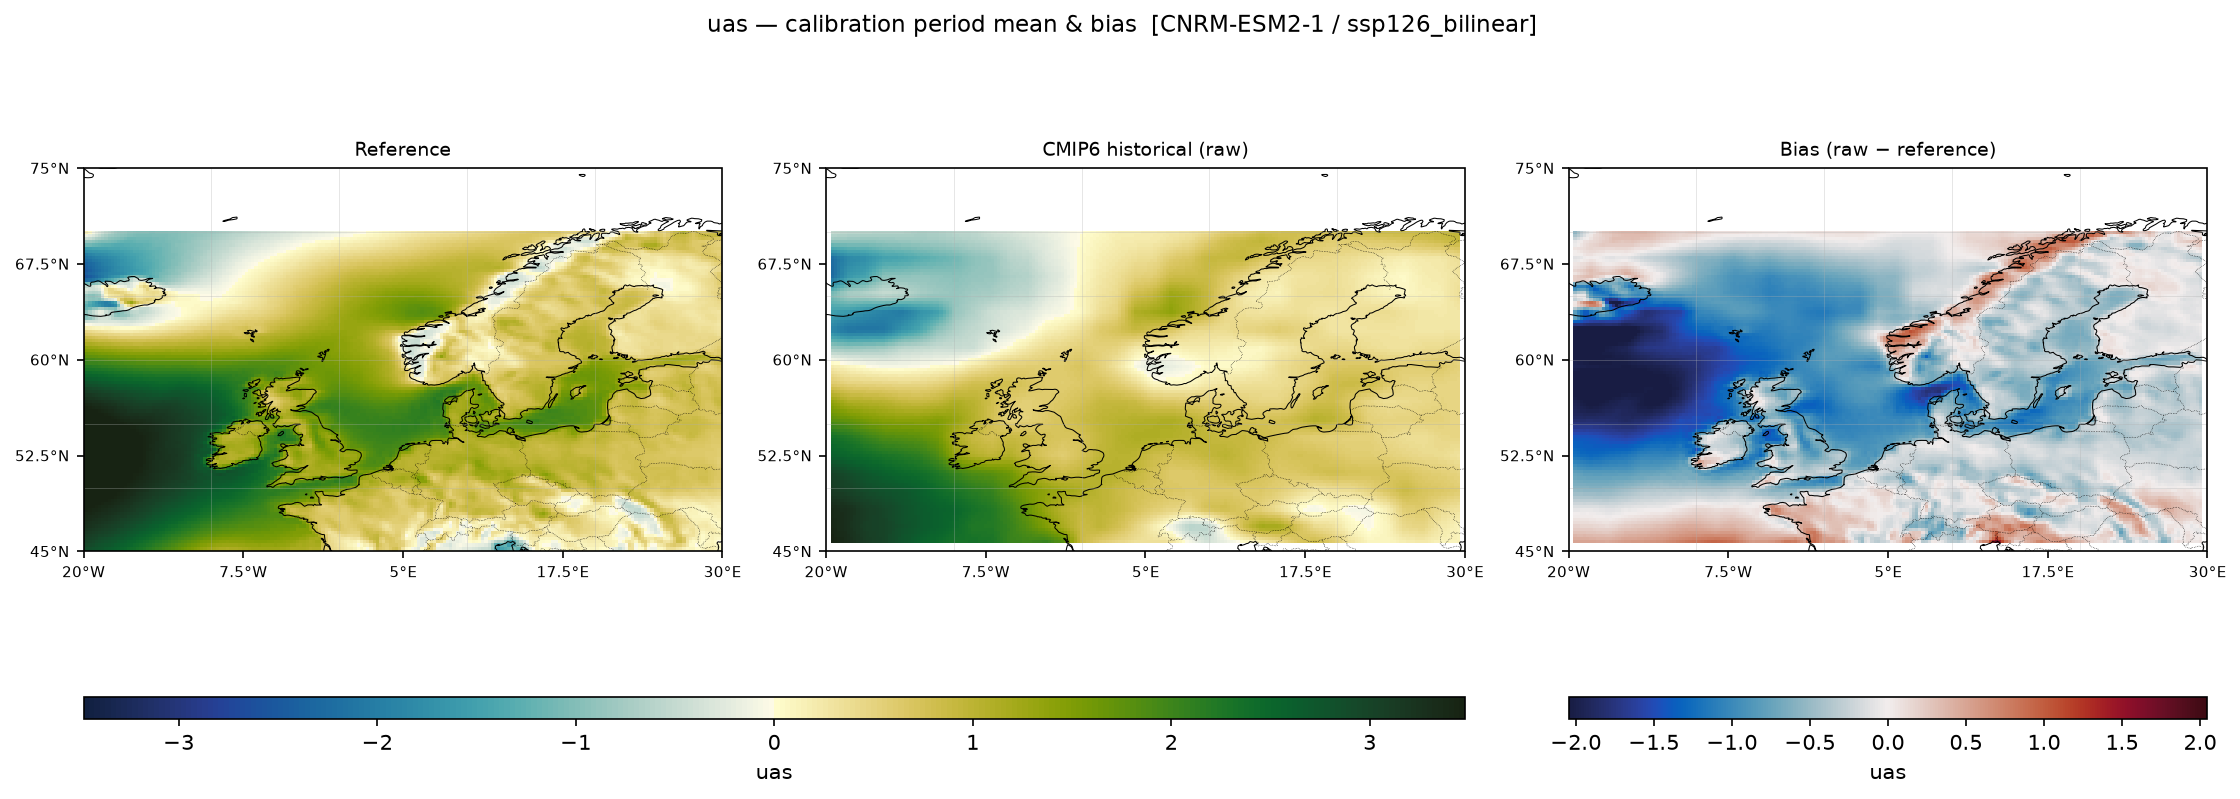 uas — calibration period mean & bias [CNRM-ESM2-1 / ssp126_bilinear]
Reference
CMIP6 historical (raw)
Bias (raw − reference)
75°N
67.5°N
60°N
52.5°N
45°N
20°W 7.5°W 5°E 17.5°E 30°E
75°N
67.5°N
60°N
52.5°N
45°N
20°W 7.5°W 5°E 17.5°E 30°E
75°N
67.5°N
60°N
52.5°N
45°N
20°W 7.5°W 5°E 17.5°E 30°E
−3 −2 −1 0 1 2 3
uas
−2.0 −1.5 −1.0 −0.5 0.0 0.5 1.0 1.5 2.0
uas